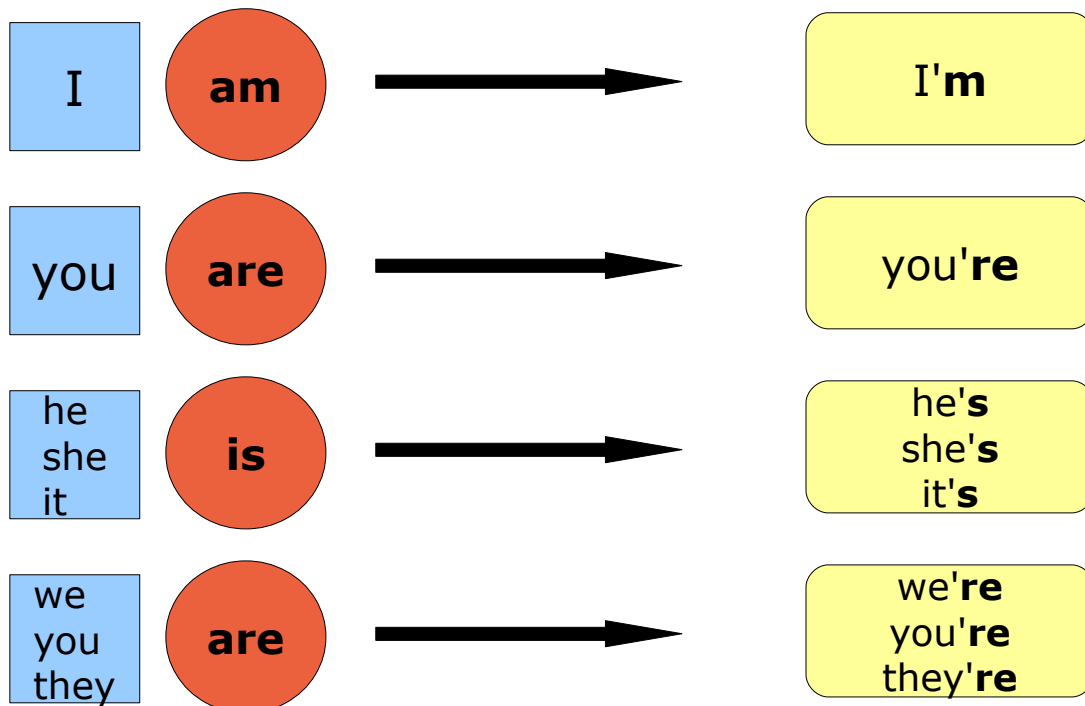 I am I'm
you are you're
he
she
it
is
he's
she's
it's
we
you
they
are
we're
you're
they're